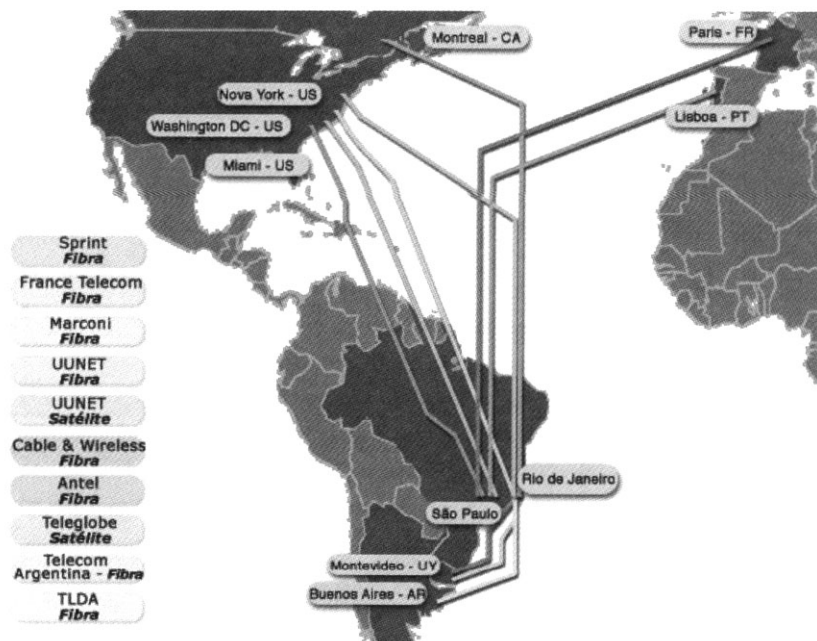 Montreal - CA
Paris - FR
Nova York - US
Washington DC - US
Lisboa - PT
Miami - US
Sprint
Fibra
France Telecom
Fibra
Marconi
Fibra
UUNET
Fibra
UUNET
Satélite
Cable & Wireless
Fibra
Antel
Fibra
Teleglobe
Satélite
Telecom
Argentina - Fibra
TLDA
Fibra
Rio de Janeiro
São Paulo
Montevideo - UY
Buenos Aires - AR